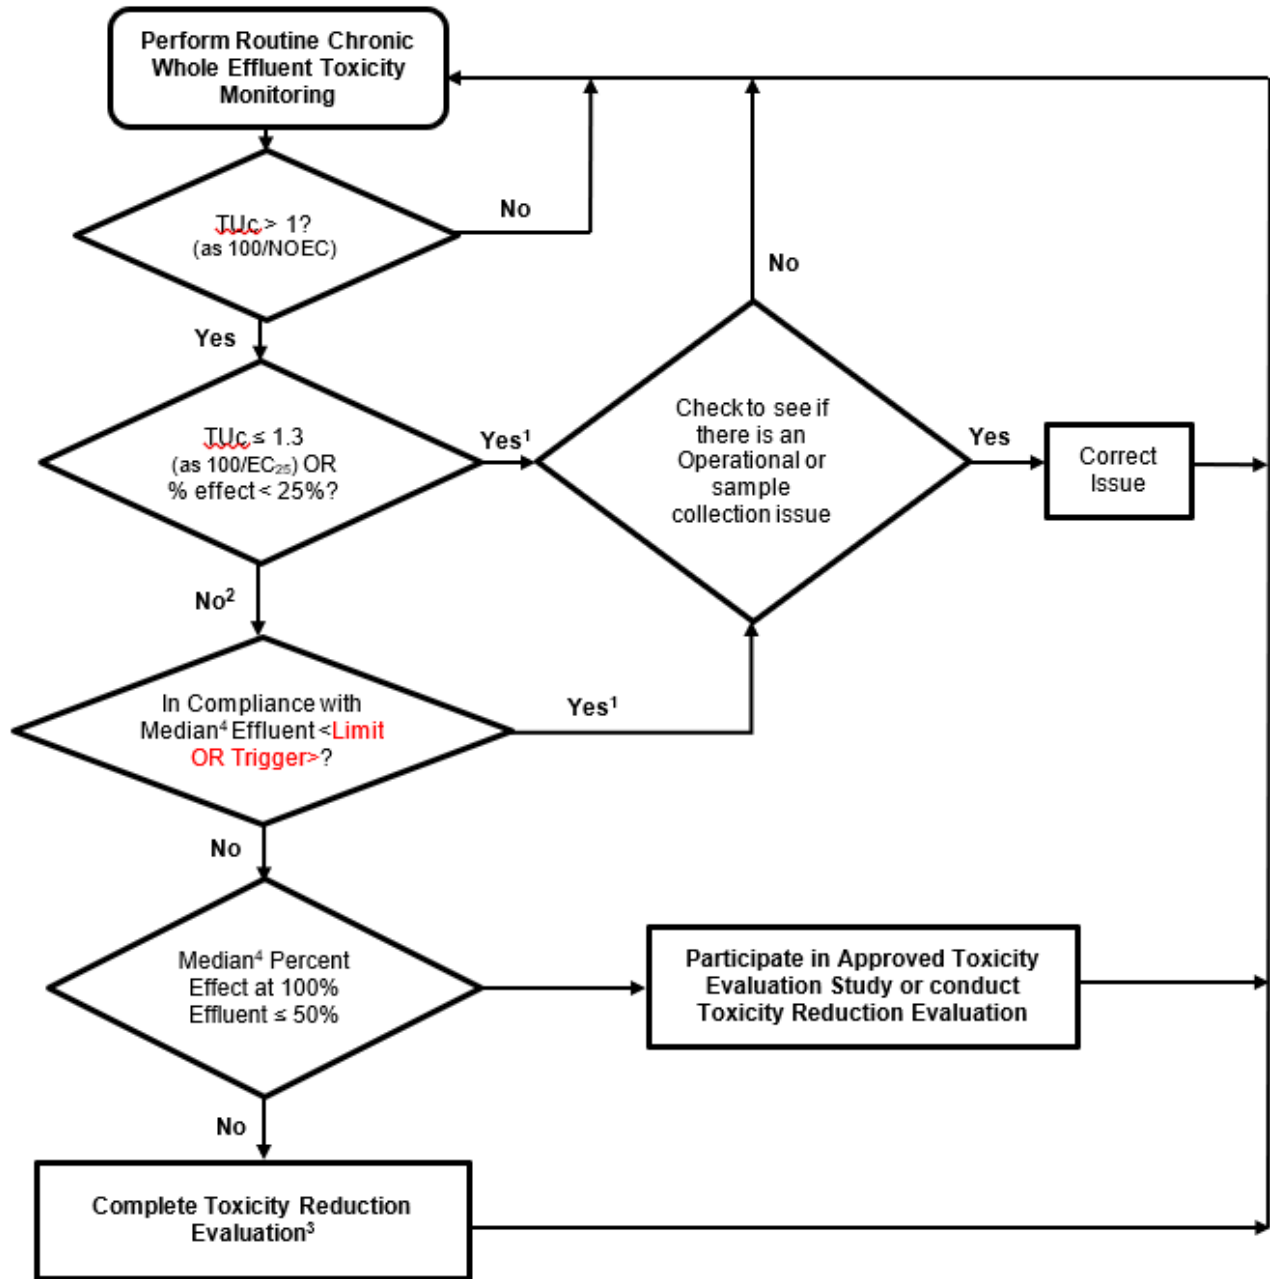 Perform Routine Chronic
Whole Effluent Toxicity
Monitoring
TUc > 1?
(as 100/NOEC)
No
Yes
TUc ≤ 1.3
(as 100/EC₂₅) OR
% effect < 25%?
Yes¹
Check to see if
there is an
Operational or
sample
collection issue
No
Yes
Correct
Issue
No²
In Compliance with
Median⁴ Effluent <Limit
OR Trigger>?
Yes¹
No
Median⁴ Percent
Effect at 100%
Effluent ≤ 50%
Participate in Approved Toxicity
Evaluation Study or conduct
Toxicity Reduction Evaluation
No
Complete Toxicity Reduction
Evaluation³